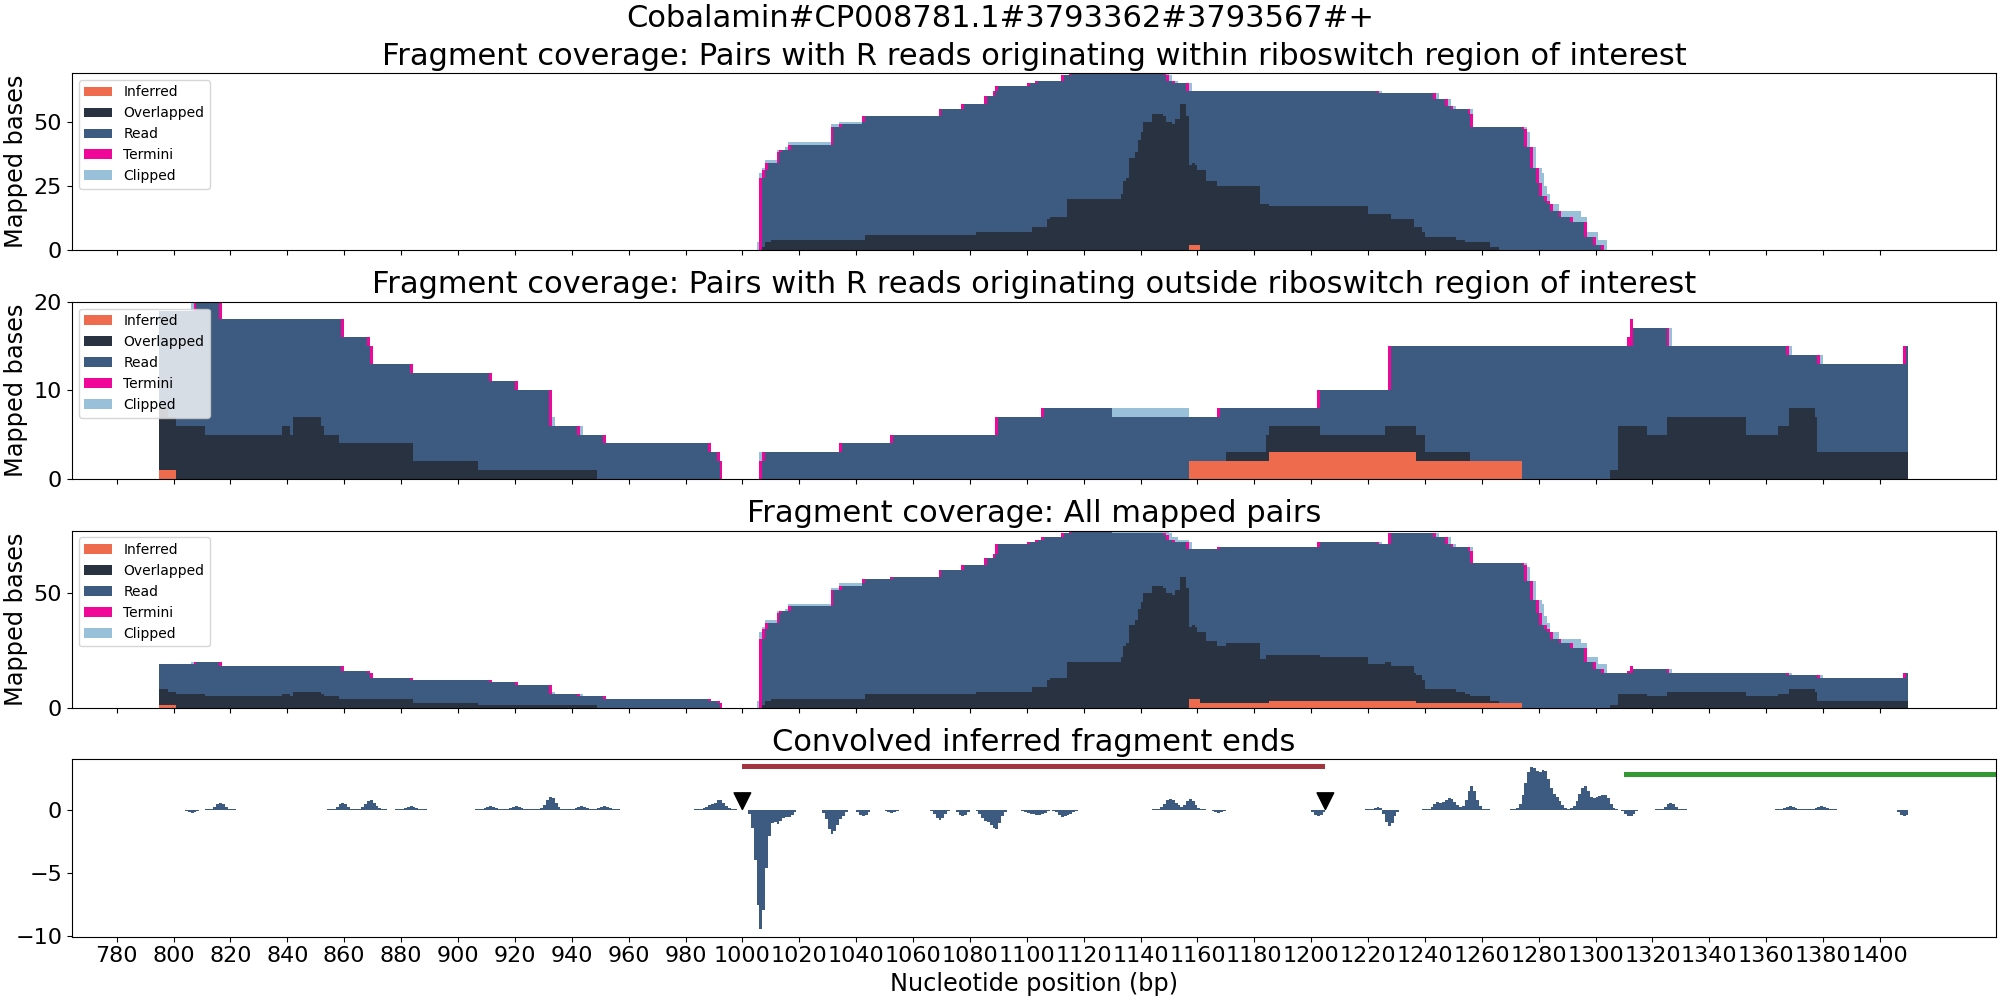 Cobalamin#CP008781.1#3793362#3793567#+
Fragment coverage: Pairs with R reads originating within riboswitch region of interest
Mapped bases
50
25
0
Inferred
Overlapped
Read
Termini
Clipped
Fragment coverage: Pairs with R reads originating outside riboswitch region of interest
Mapped bases
20
10
0
Inferred
Overlapped
Read
Termini
Clipped
Fragment coverage: All mapped pairs
Mapped bases
50
0
Inferred
Overlapped
Read
Termini
Clipped
Convolved inferred fragment ends
0
−5
−10
780 800 820 840 860 880 900 920 940 960 980 1000 1020 1040 1060 1080 1100 1120 1140 1160 1180 1200 1220 1240 1260 1280 1300 1320 1340 1360 1380 1400
Nucleotide position (bp)